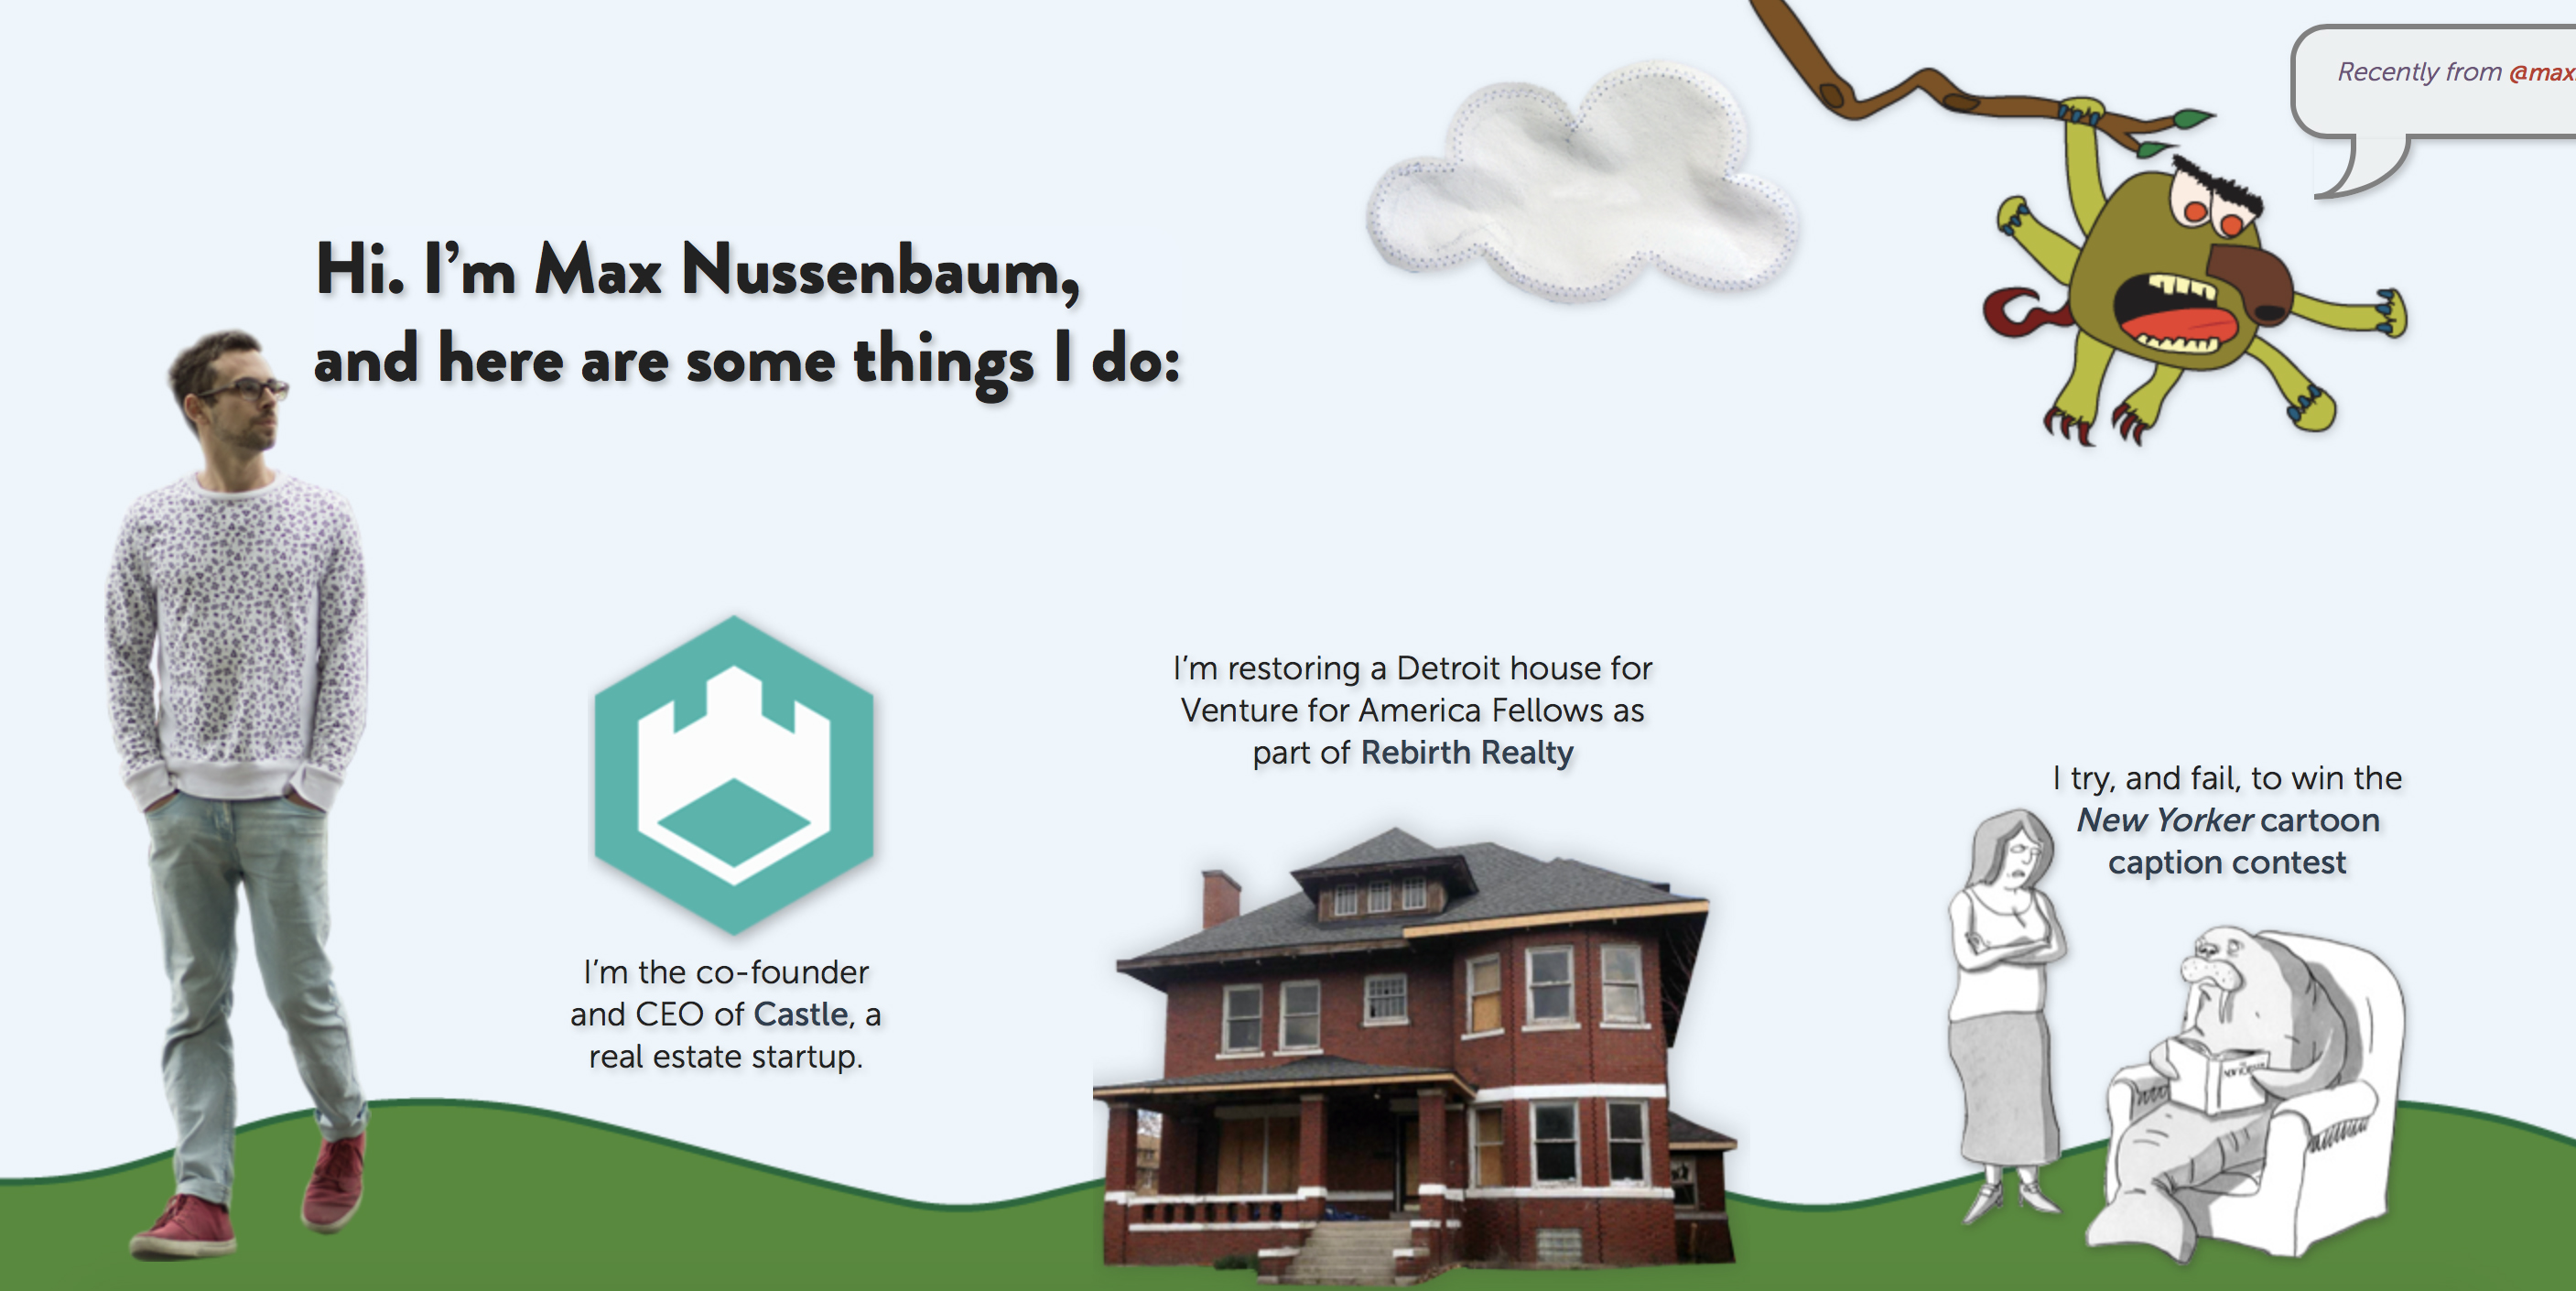 Recently from @max
Hi. I'm Max Nussenbaum,
and here are some things I do:
I'm the co-founder
and CEO of Castle, a
real estate startup.
I'm restoring a Detroit house for
Venture for America Fellows as
part of Rebirth Realty
I try, and fail, to win the
New Yorker cartoon
caption contest